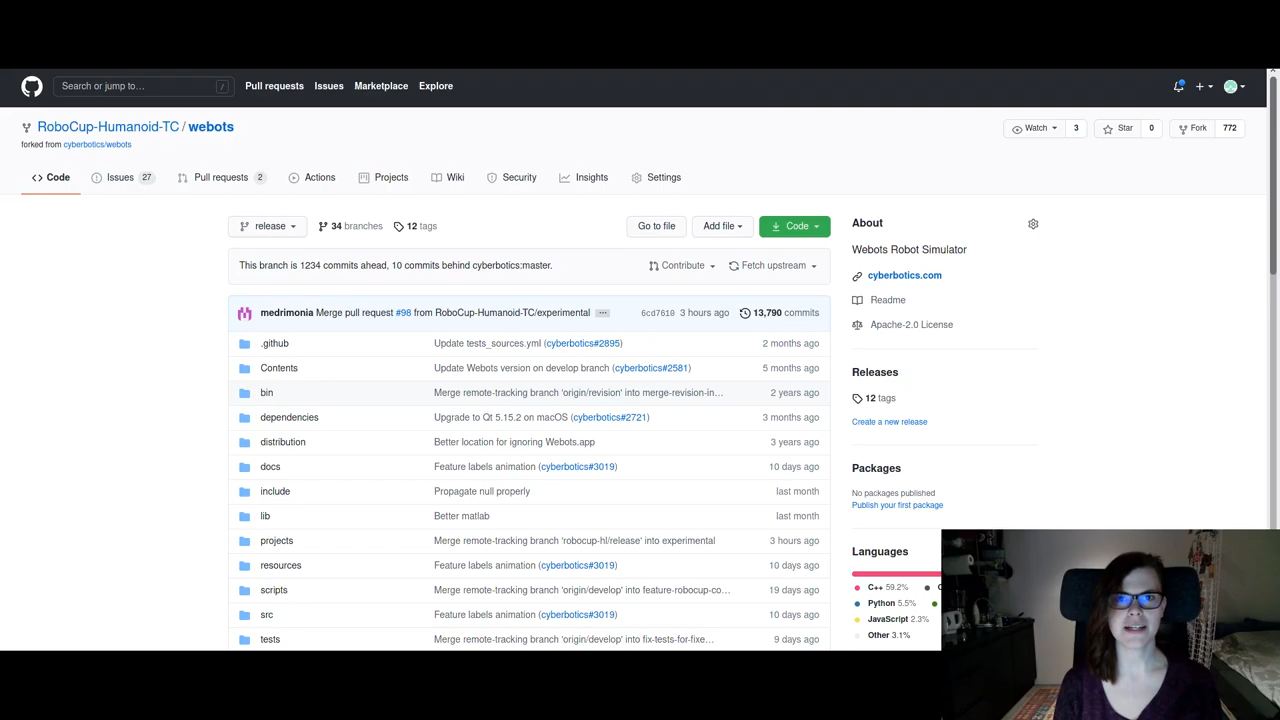 Search or jump to… /
Pull requests Issues Marketplace Explore
RoboCup-Humanoid-TC / webots
forked from cyberbotics/webots
Watch 3 Star 0 Fork 772
Code Issues 27 Pull requests 2 Actions Projects Wiki Security Insights Settings
release 34 branches 12 tags Go to file Add file Code
This branch is 1234 commits ahead, 10 commits behind cyberbotics:master. Contribute Fetch upstream
medrimonia Merge pull request #98 from RoboCup-Humanoid-TC/experimental ... 6cd7610 3 hours ago 13,790 commits
.github Update tests_sources.yml (cyberbotics#2895) 2 months ago
Contents Update Webots version on develop branch (cyberbotics#2581) 5 months ago
bin Merge remote-tracking branch 'origin/revision' into merge-revision-in… 2 years ago
dependencies Upgrade to Qt 5.15.2 on macOS (cyberbotics#2721) 3 months ago
distribution Better location for ignoring Webots.app 3 years ago
docs Feature labels animation (cyberbotics#3019) 10 days ago
include Propagate null properly last month
lib Better matlab last month
projects Merge remote-tracking branch 'robocup-hl/release' into experimental 3 hours ago
resources Feature labels animation (cyberbotics#3019) 10 days ago
scripts Merge remote-tracking branch 'origin/develop' into feature-robocup-co… 19 days ago
src Feature labels animation (cyberbotics#3019) 10 days ago
tests Merge remote-tracking branch 'origin/develop' into fix-tests-for-fixe… 9 days ago
About
Webots Robot Simulator
cyberbotics.com
Readme
Apache-2.0 License
Releases
12 tags
Create a new release
Packages
No packages published
Publish your first package
Languages
C++ 59.2%
Python 5.5%
JavaScript 2.3%
Other 3.1%